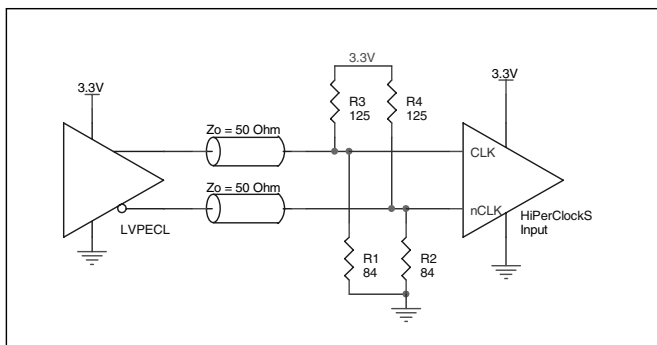 3.3V
3.3V
3.3V
R3
125
R4
125
Zo = 50 Ohm
CLK
Zo = 50 Ohm
nCLK
HiPerClockS
Input
LVPECL
R1
84
R2
84